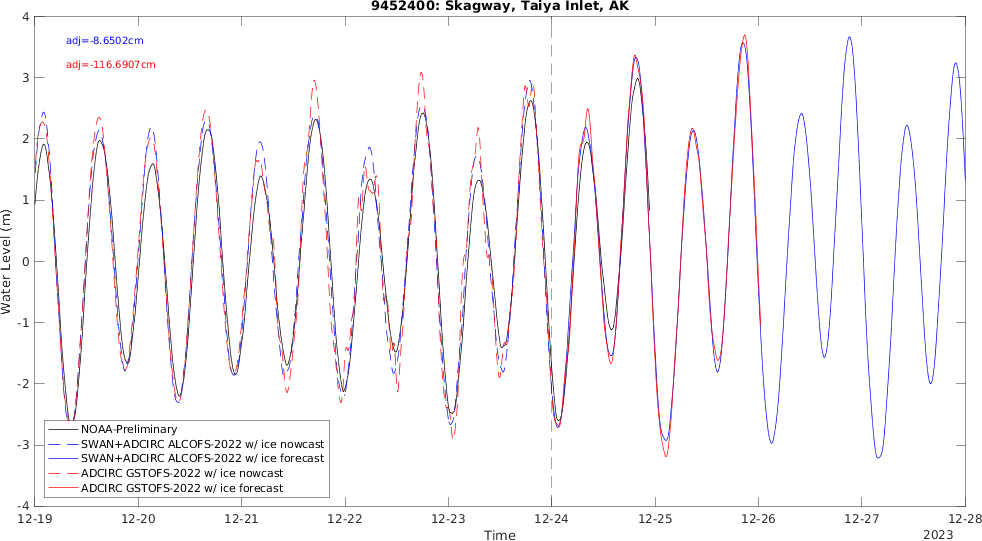 9452400: Skagway, Taiya Inlet, AK
4
adj=-8.6502cm
adj=-116.6907cm
3
2
1
0
-1
-2
-3
-4
Water Level (m)
NOAA-Preliminary
SWAN+ADCIRC ALCOFS-2022 w/ ice nowcast
SWAN+ADCIRC ALCOFS-2022 w/ ice forecast
ADCIRC GSTOFS-2022 w/ ice nowcast
ADCIRC GSTOFS-2022 w/ ice forecast
12-19 12-20 12-21 12-22 12-23 12-24 12-25 12-26 12-27 12-28
Time
2023